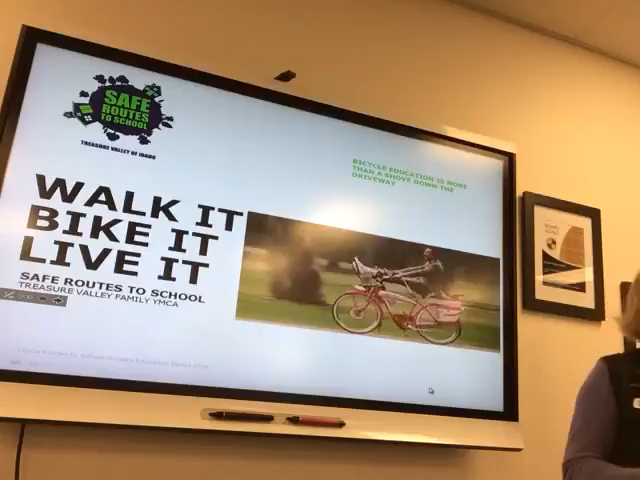 SAFE
ROUTES
TO SCHOOL
TREASURE VALLEY OF IDAHO
BICYCLE EDUCATION IS MORE
THAN A SHOVE DOWN THE
DRIVEWAY
WALK IT
BIKE IT
LIVE IT
SAFE ROUTES TO SCHOOL
TREASURE VALLEY FAMILY YMCA